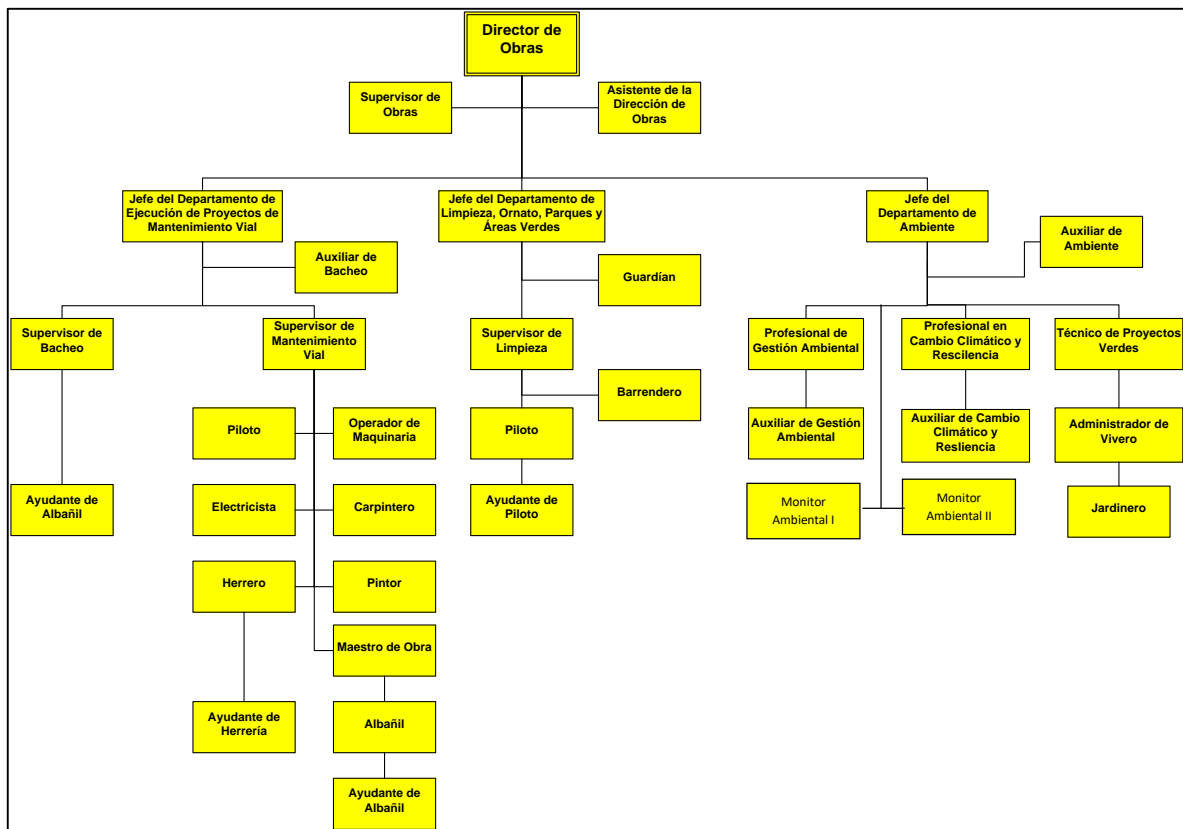 Director de
Obras
Supervisor de
Obras
Asistente de la
Dirección de
Obras
Jefe del Departamento de
Ejecución de Proyectos de
Mantenimiento Vial
Jefe del Departamento de
Limpieza, Ornato, Parques y
Áreas Verdes
Jefe del
Departamento de
Ambiente
Auxiliar de
Bacheo
Guardían
Auxiliar de
Ambiente
Supervisor de
Bacheo
Supervisor de
Mantenimiento
Vial
Supervisor de
Limpieza
Profesional de
Gestión Ambiental
Profesional en
Cambio Climático y
Rescilencia
Técnico de Proyectos
Verdes
Barrendero
Piloto
Operador de
Maquinaria
Piloto
Auxiliar de Gestión
Ambiental
Auxiliar de Cambio
Climático y
Resliencia
Administrador de
Vivero
Ayudante de
Albañil
Electricista
Carpintero
Ayudante de
Piloto
Monitor
Ambiental I
Monitor
Ambiental II
Jardinero
Herrero
Pintor
Maestro de Obra
Ayudante de
Herrería
Albañil
Ayudante de
Albañil